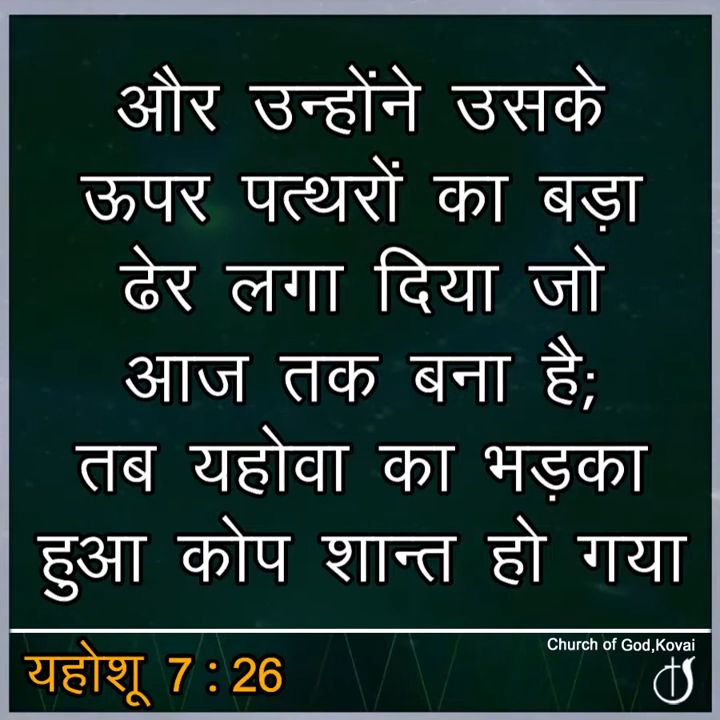 और उन्होंने उसके
ऊपर पत्थरों का बड़ा
ढेर लगा दिया जो
आज तक बना है;
तब यहोवा का भड़का
हुआ कोप शान्त हो गया
यहोशू 7 : 26
Church of God,Kovai